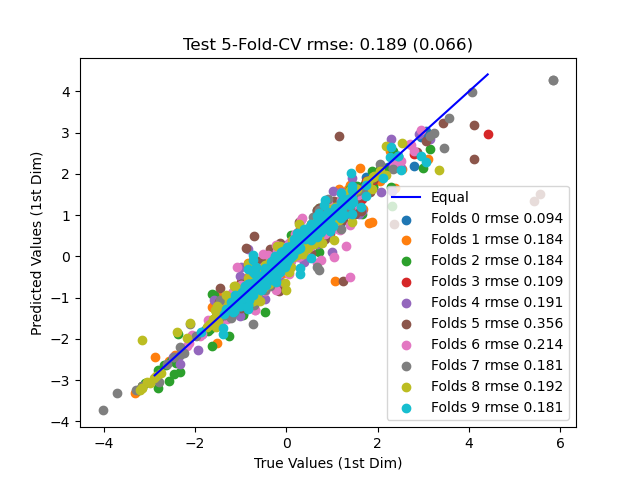 Test 5-Fold-CV rmse: 0.189 (0.066)
Predicted Values (1st Dim)
4
3
2
1
0
−1
−2
−3
−4
Equal
Folds 0 rmse 0.094
Folds 1 rmse 0.184
Folds 2 rmse 0.184
Folds 3 rmse 0.109
Folds 4 rmse 0.191
Folds 5 rmse 0.356
Folds 6 rmse 0.214
Folds 7 rmse 0.181
Folds 8 rmse 0.192
Folds 9 rmse 0.181
−4 −2 0 2 4 6
True Values (1st Dim)